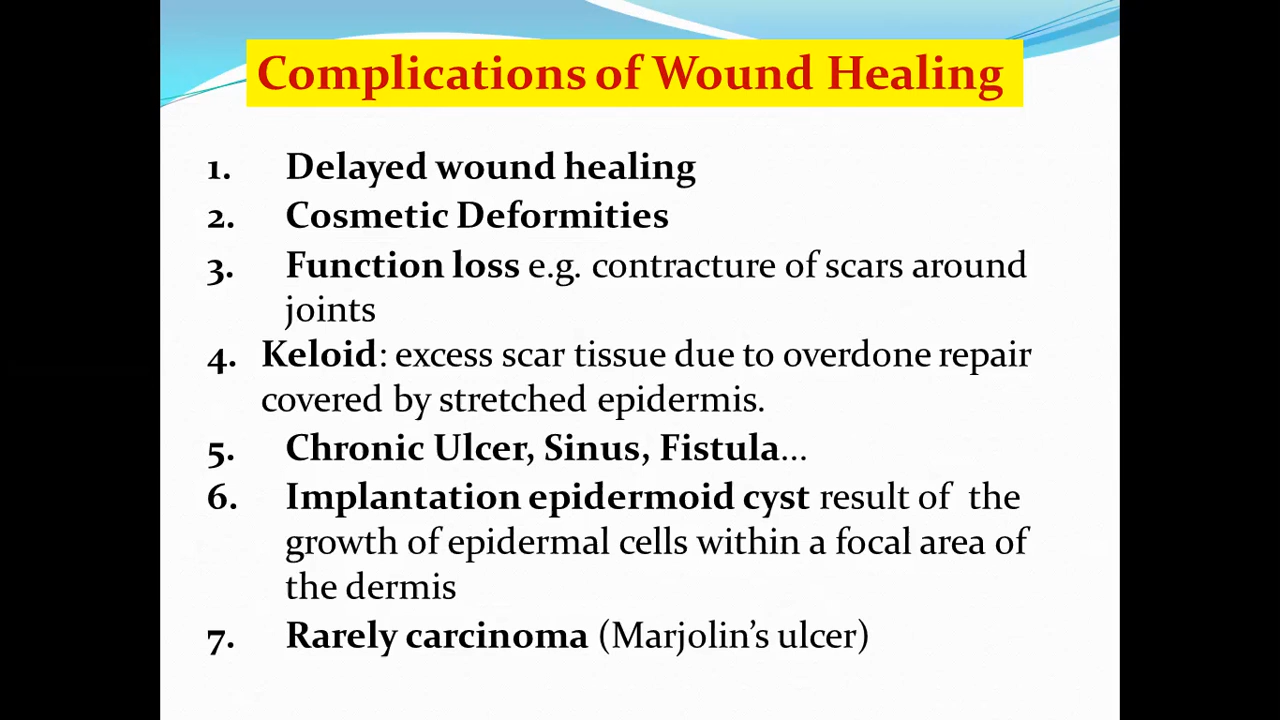 Complications of Wound Healing
1. Delayed wound healing
2. Cosmetic Deformities
3. Function loss e.g. contracture of scars around
joints
4. Keloid: excess scar tissue due to overdone repair
covered by stretched epidermis.
5. Chronic Ulcer, Sinus, Fistula...
6. Implantation epidermoid cyst result of the
growth of epidermal cells within a focal area of
the dermis
7. Rarely carcinoma (Marjolin's ulcer)